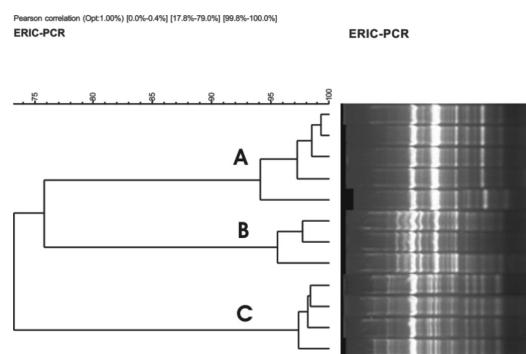 Pearson correlation (Opt:1.00%) [0.0%-0.4%] [17.8%-79.0%] [99.8%-100.0%]
ERIC-PCR ERIC-PCR
75 80 85 90 95 100
A
B
C